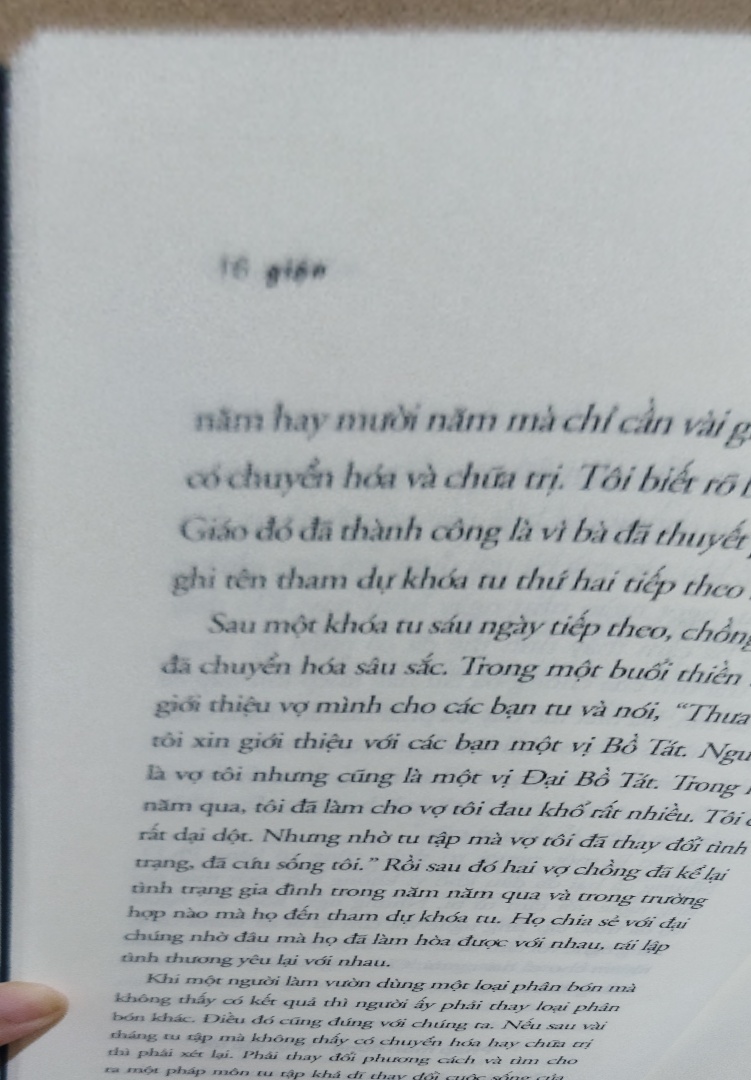 16 giận
năm hay mười năm mà chỉ cần vài
có chuyển hóa và chữa trị. Tôi biết rõ
Giáo đó đã thành công là vì bà đã thuyết
ghi tên tham dự khóa tu thứ hai tiếp theo
Sau một khóa tu sáu ngày tiếp theo, chồng
đã chuyển hóa sâu sắc. Trong một buổi thiền
giới thiệu vợ mình cho các bạn tu và nói, “Thưa
tôi xin giới thiệu với các bạn một vị Bồ Tát.
là vợ tôi nhưng cũng là một vị Đại Bồ Tát. Trong
năm qua, tôi đã làm cho vợ tôi đau khổ rất nhiều. Tôi
rất dại dột. Nhưng nhờ tu tập mà vợ tôi đã thay đổi tình
trạng, đã cứu sống tôi.” Rồi sau đó hai vợ chồng đã kể lại
tình trạng gia đình trong năm năm qua và trong trường
hợp nào mà họ đến tham dự khóa tu. Họ chia sẻ với đại
chúng nhờ đâu mà họ đã làm hòa được với nhau, tái lập
tình thương yêu lại với nhau.
Khi một người làm vườn dùng một loại phân bón mà
không thấy có kết quả thì người ấy phải thay loại phân
bón khác. Điều đó cũng đúng với chúng ta. Nếu sau vài
tháng tu tập mà không thấy có chuyển hóa hay chữa trị
thì phải xét lại. Phải thay đổi phương cách và tìm cho
ra một pháp môn tu tập khả dĩ thay đổi cuộc sống của